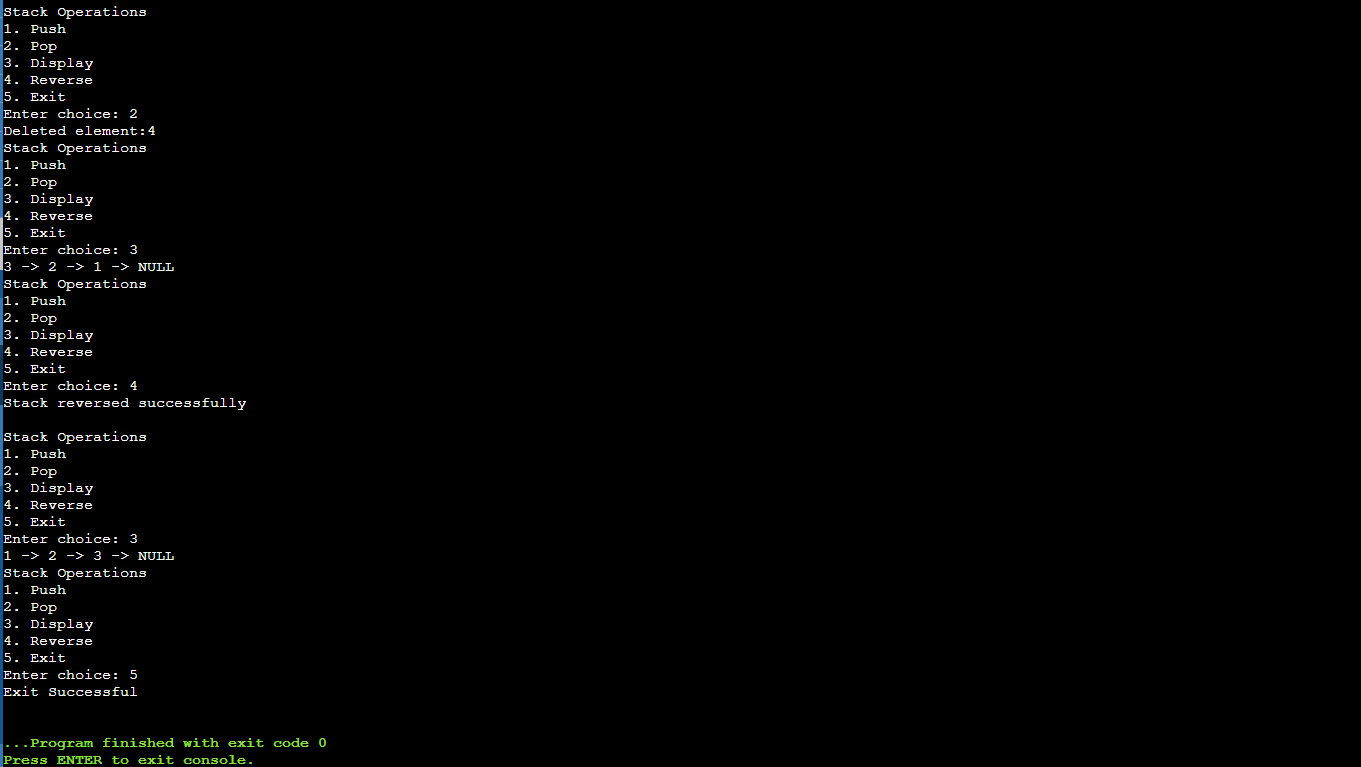 Stack Operations
1. Push
2. Pop
3. Display
4. Reverse
5. Exit
Enter choice: 2
Deleted element:4
Stack Operations
1. Push
2. Pop
3. Display
4. Reverse
5. Exit
Enter choice: 3
3 -> 2 -> 1 -> NULL
Stack Operations
1. Push
2. Pop
3. Display
4. Reverse
5. Exit
Enter choice: 4
Stack reversed successfully

Stack Operations
1. Push
2. Pop
3. Display
4. Reverse
5. Exit
Enter choice: 3
1 -> 2 -> 3 -> NULL
Stack Operations
1. Push
2. Pop
3. Display
4. Reverse
5. Exit
Enter choice: 5
Exit Successful

...Program finished with exit code 0
Press ENTER to exit console.